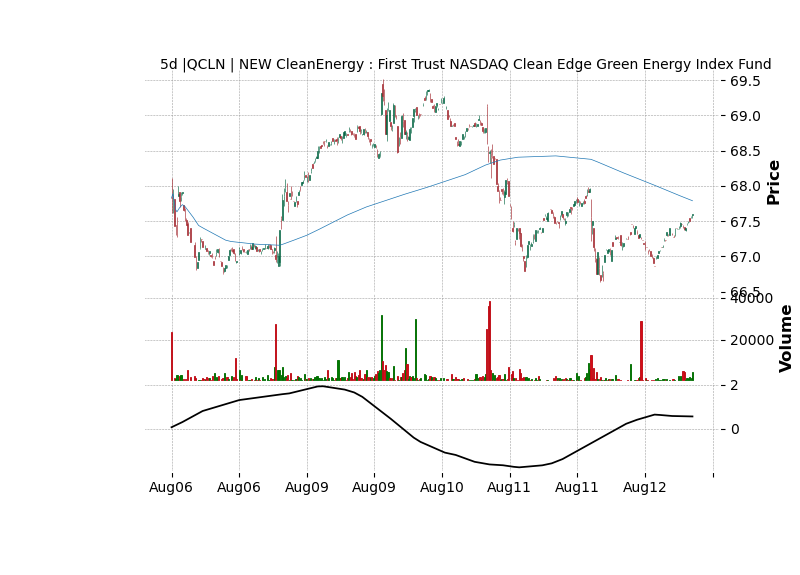 5d |QCLN | NEW CleanEnergy : First Trust NASDAQ Clean Edge Green Energy Index Fund
69.5
69.0
68.5
68.0
67.5
67.0
66.5
Price
40000
20000
Volume
2
0
Aug06 Aug06 Aug09 Aug09 Aug10 Aug11 Aug11 Aug12